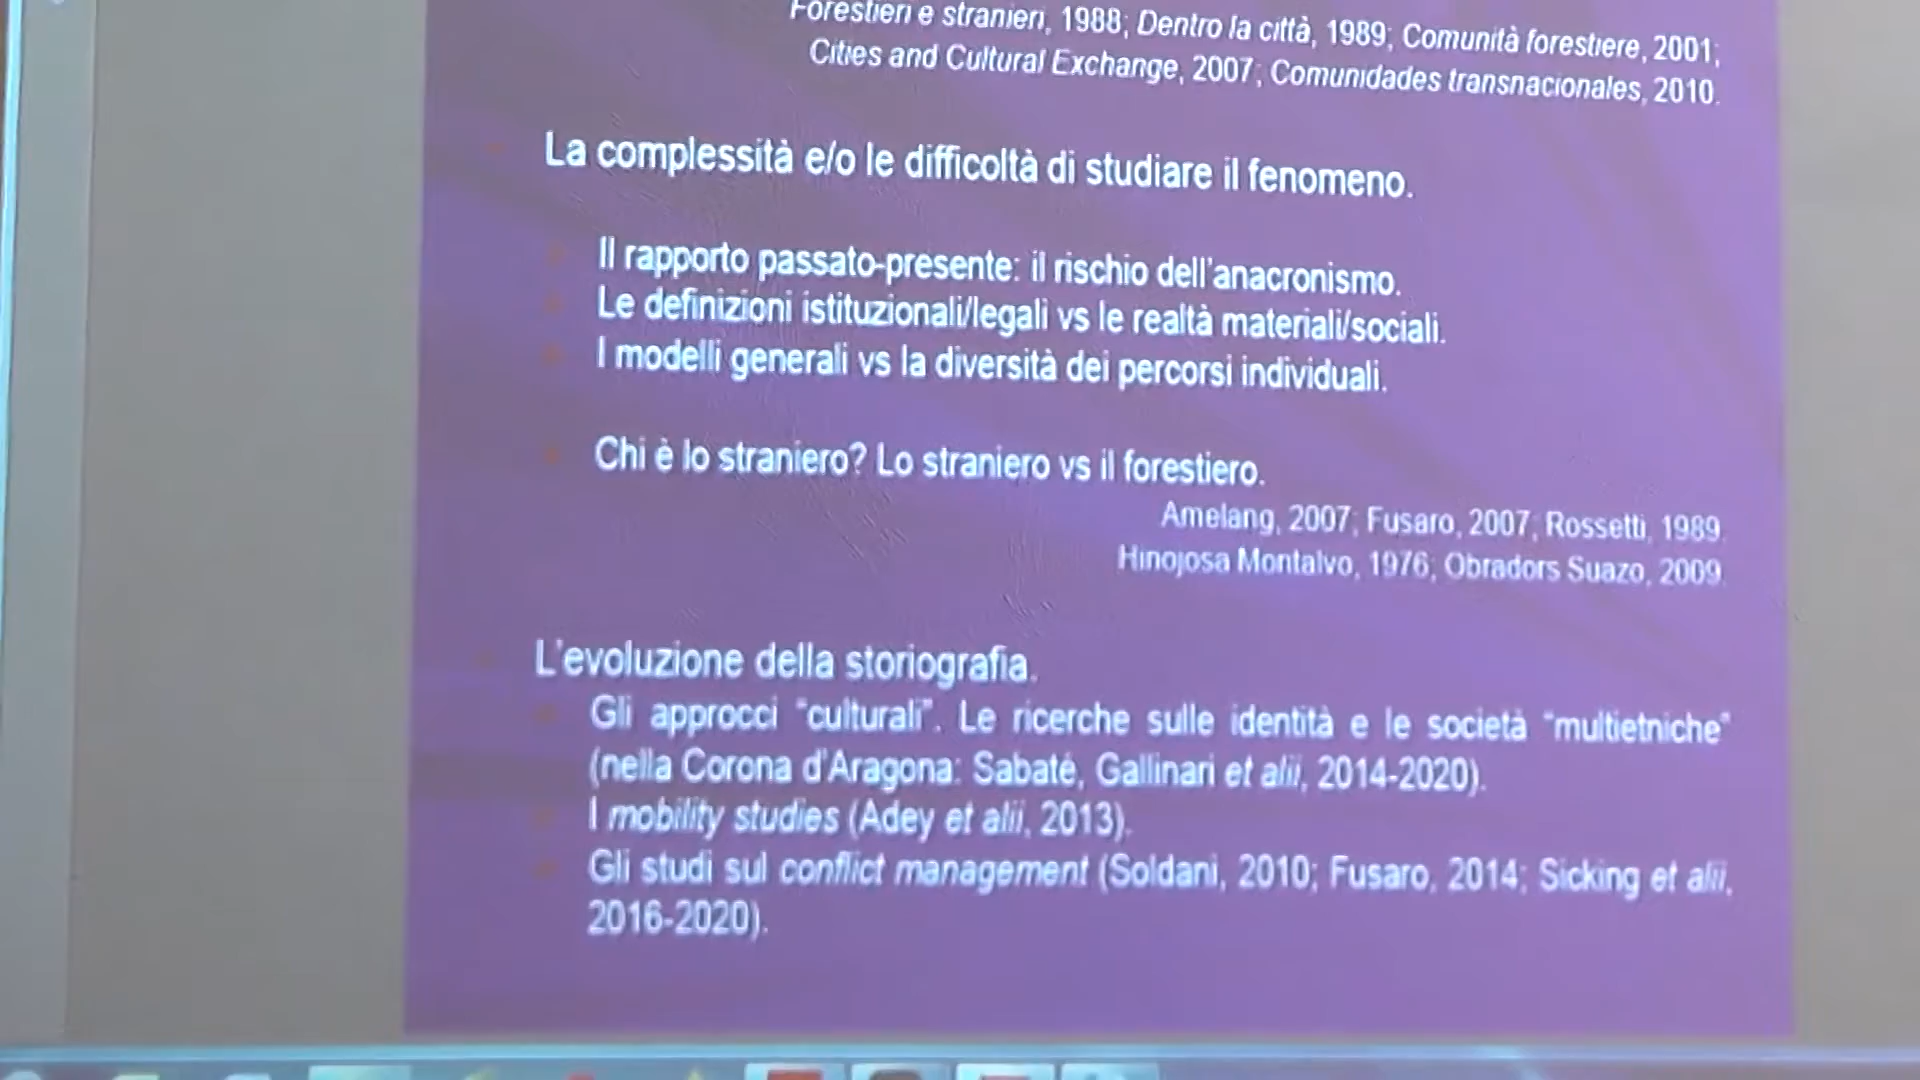 Forestieri e stranieri, 1988; Dentro la città, 1989; Comunità forestiere, 2001;
Cities and Cultural Exchange, 2007; Comunidades transnacionales, 2010.
La complessità e/o le difficoltà di studiare il fenomeno.
Il rapporto passato-presente: il rischio dell'anacronismo.
Le definizioni istituzionali/legali vs le realtà materiali/sociali.
I modelli generali vs la diversità dei percorsi individuali.
Chi è lo straniero? Lo straniero vs il forestiero.
Amelang, 2007; Fusaro, 2007; Rossetti, 1989.
Hinojosa Montalvo, 1976; Obradors Suazo, 2009.
L'evoluzione della storiografia.
Gli approcci "culturali". Le ricerche sulle identità e le società "multietniche"
(nella Corona d'Aragona: Sabaté, Gallinari et alii, 2014-2020).
I mobility studies (Adey et alii, 2013).
Gli studi sul conflict management (Soldani, 2010; Fusaro, 2014; Sicking et alii,
2016-2020).